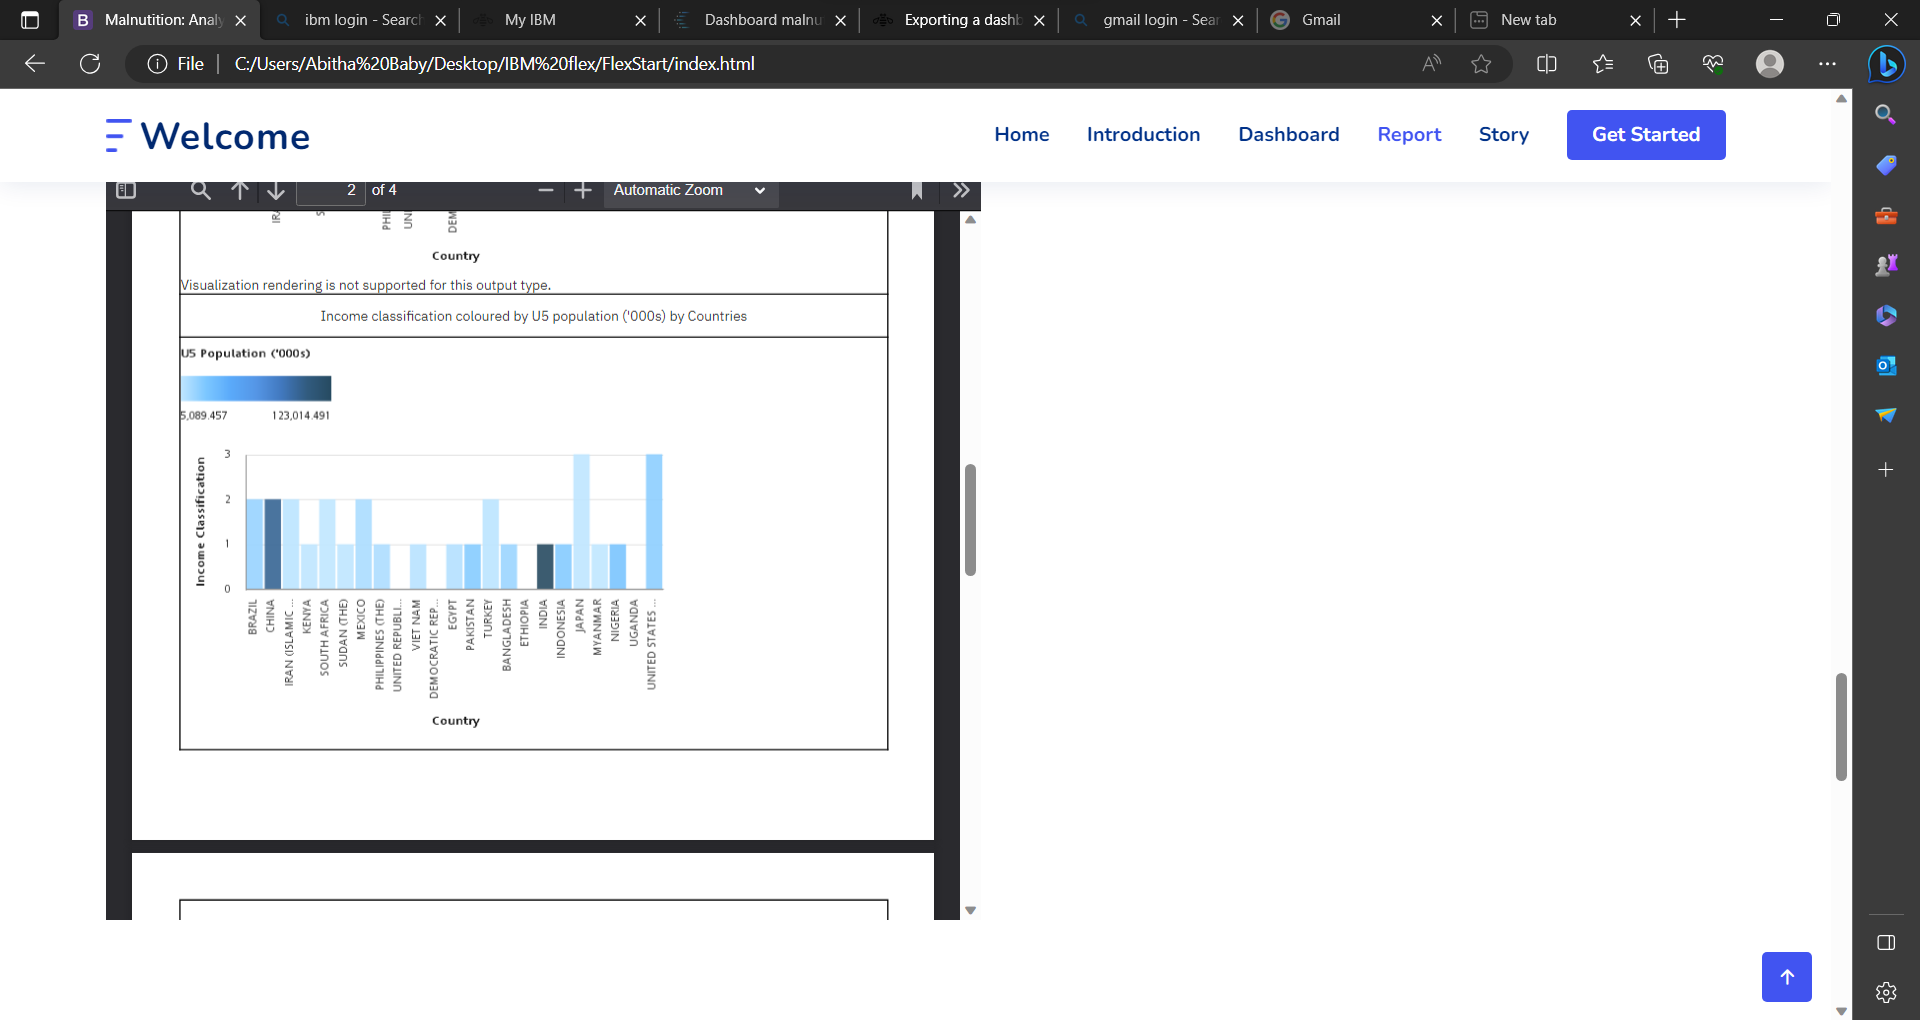 Malnutition: Analy
ibm login - Search
My IBM
Dashboard malnu
Exporting a dashb
gmail login - Sear
Gmail
New tab
File
C:/Users/Abitha%20Baby/Desktop/IBM%20flex/FlexStart/index.html
Welcome
Home
Introduction
Dashboard
Report
Story
Get Started
2 of 4
Automatic Zoom
IRA
S
PHIL
UNI
DEM
Country
Visualization rendering is not supported for this output type.
Income classification coloured by U5 population ('000s) by Countries
U5 Population ('000s)
5,089.457
123,014.491
Income Classification
3
2
1
0
BRAZIL
CHINA
IRAN (ISLAMIC ...
KENYA
SOUTH AFRICA
SUDAN (THE)
MEXICO
PHILIPPINES (THE)
UNITED REPUBLI...
VIET NAM
DEMOCRATIC REP...
EGYPT
PAKISTAN
TURKEY
BANGLADESH
ETHIOPIA
INDIA
INDONESIA
JAPAN
MYANMAR
NIGERIA
UGANDA
UNITED STATES ...
Country